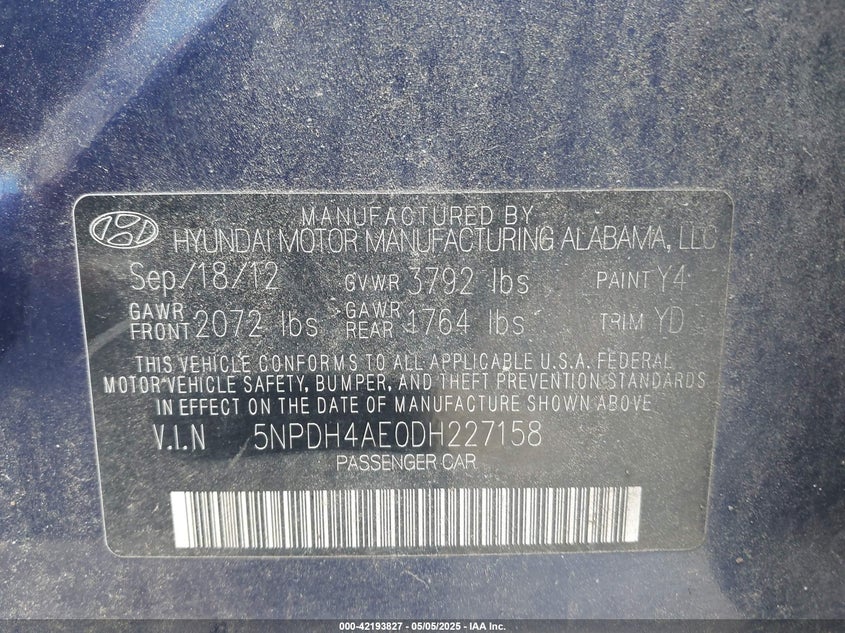 MANUFACTURED BY
HYUNDAI MOTOR MANUFACTURING ALABAMA, LLC
Sep/18/12 GVWR 3792 lbs PAINT Y4
GAWR FRONT 2072 lbs GAWR REAR 1764 lbs TRIM YD
THIS VEHICLE CONFORMS TO ALL APPLICABLE U.S.A. FEDERAL
MOTOR VEHICLE SAFETY, BUMPER, AND THEFT PREVENTION STANDARDS
IN EFFECT ON THE DATE OF MANUFACTURE SHOWN ABOVE
V.I.N 5NPDH4AE0DH227158
PASSENGER CAR
000-42193827 - 05/05/2025 - IAA Inc.